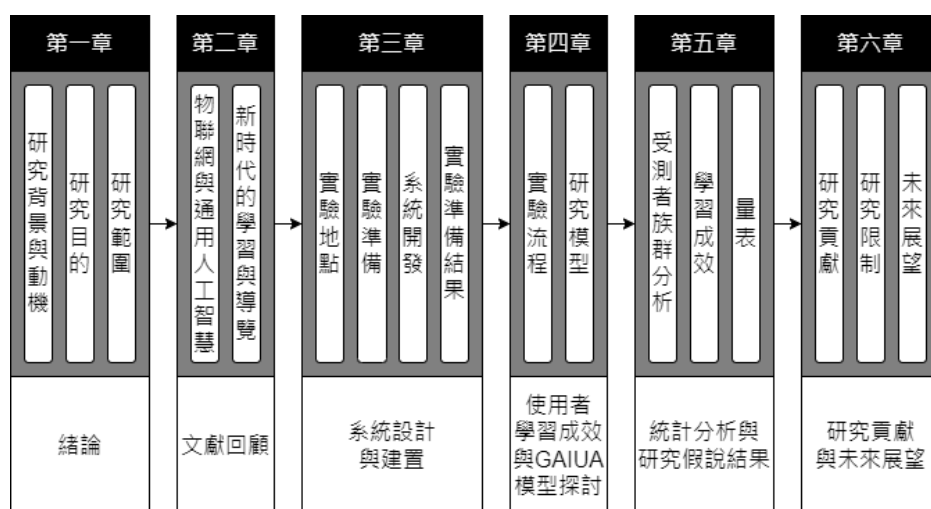 第一章
研究背景與動機
研究目的
研究範圍
緒論
第二章
物聯網與通用人工智慧
新時代的學習與導覽
文獻回顧
第三章
實驗地點
實驗準備
系統開發
實驗準備結果
系統設計
與建置
第四章
實驗流程
研究模型
使用者
學習成效
與GAIUA
模型探討
第五章
受測者族群分析
學習成效
量表
統計分析與
研究假說結果
第六章
研究貢獻
研究限制
未來展望
研究貢獻
與未來展望